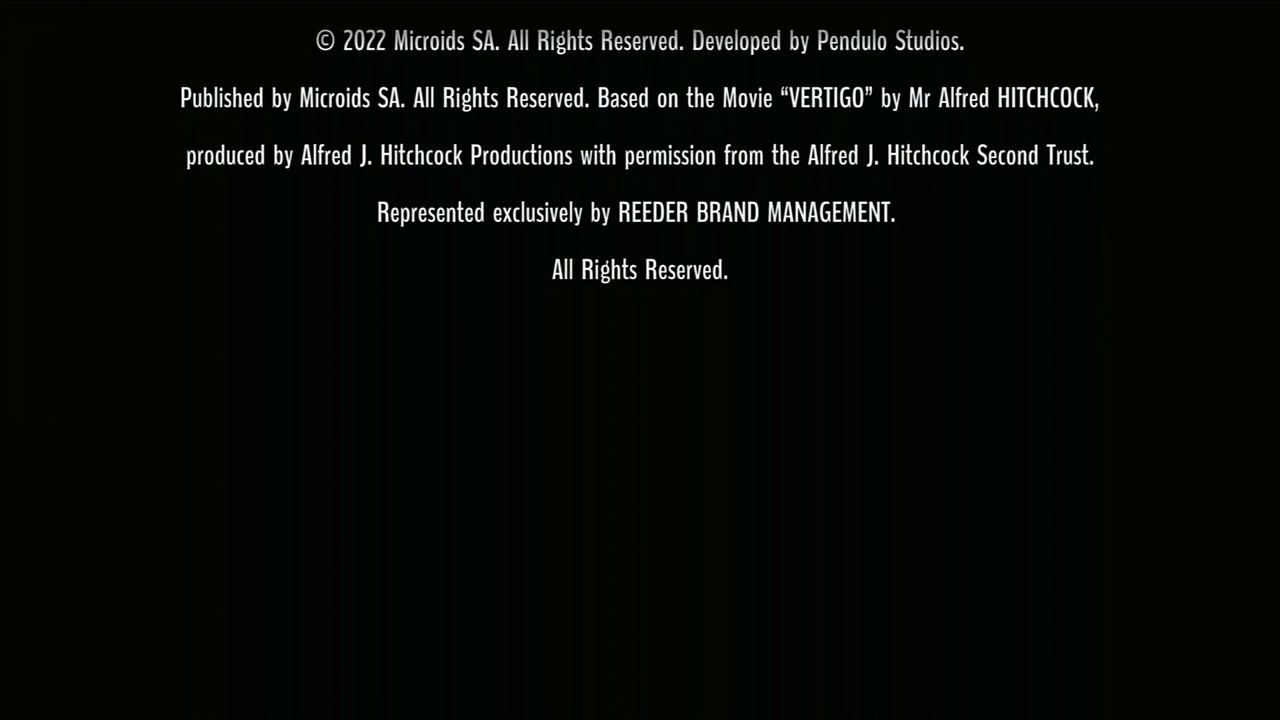 © 2022 Microids SA. All Rights Reserved. Developed by Pendulo Studios.
Published by Microids SA. All Rights Reserved. Based on the Movie “VERTIGO” by Mr Alfred HITCHCOCK,
produced by Alfred J. Hitchcock Productions with permission from the Alfred J. Hitchcock Second Trust.
Represented exclusively by REEDER BRAND MANAGEMENT.
All Rights Reserved.